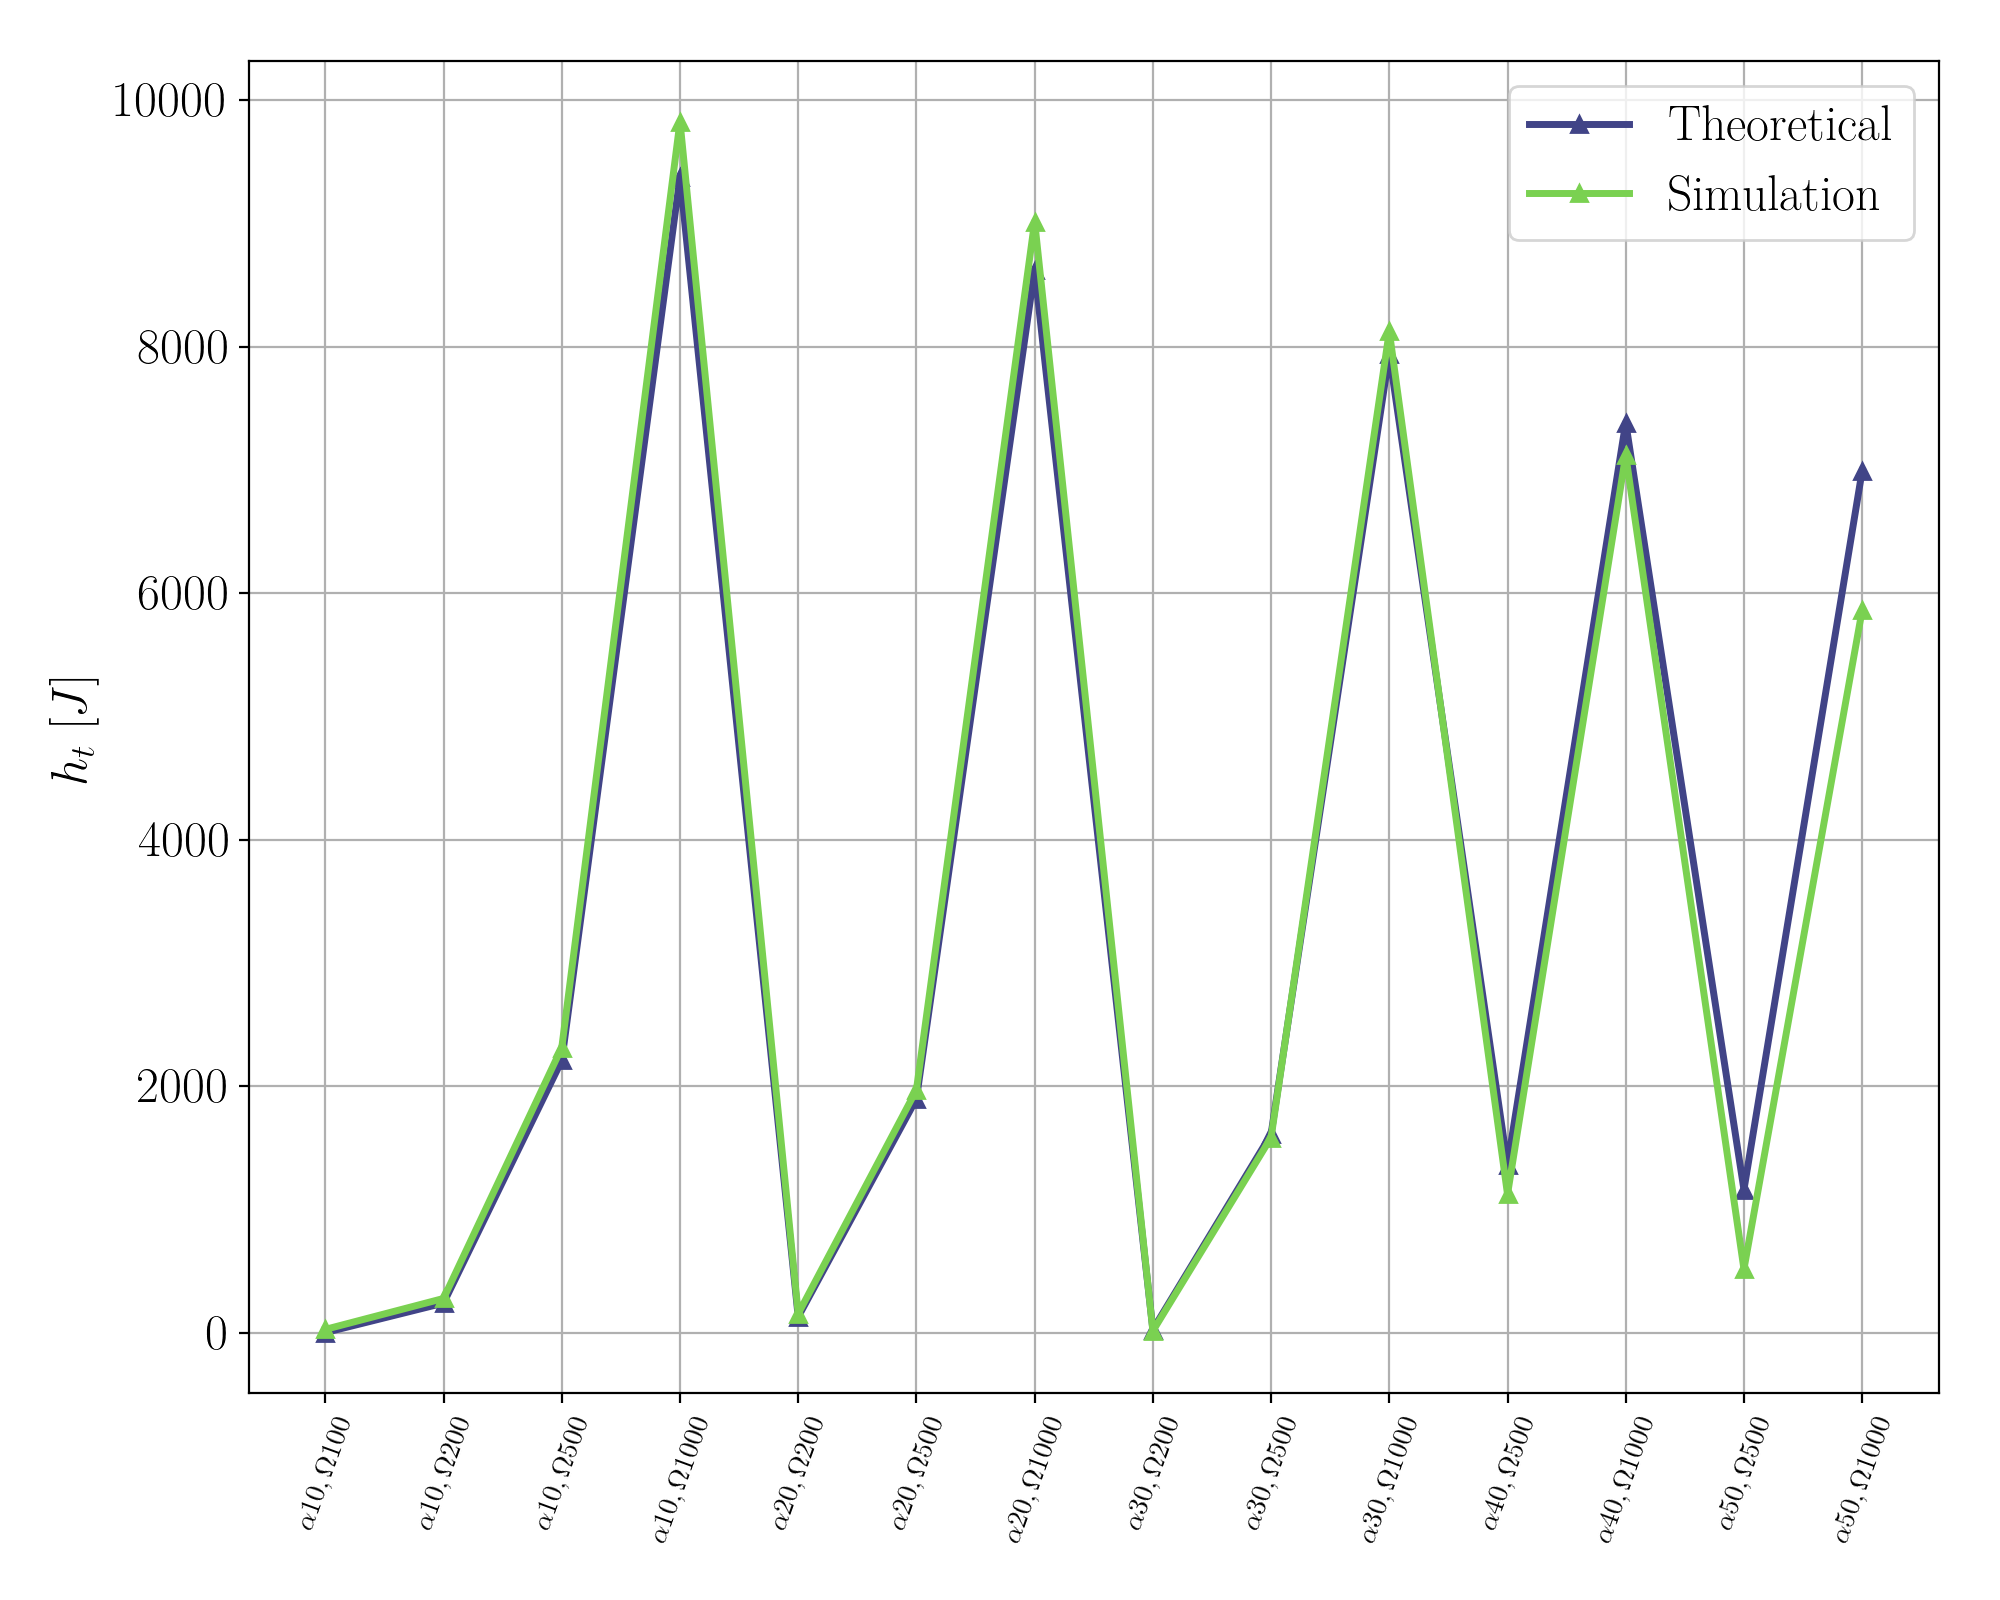 10000
8000
6000
4000
2000
0
h_t [J]
Theoretical
Simulation
α10, Ω100
α10, Ω200
α10, Ω500
α10, Ω1000
α20, Ω200
α20, Ω500
α20, Ω1000
α30, Ω200
α30, Ω500
α30, Ω1000
α40, Ω500
α40, Ω1000
α50, Ω500
α50, Ω1000